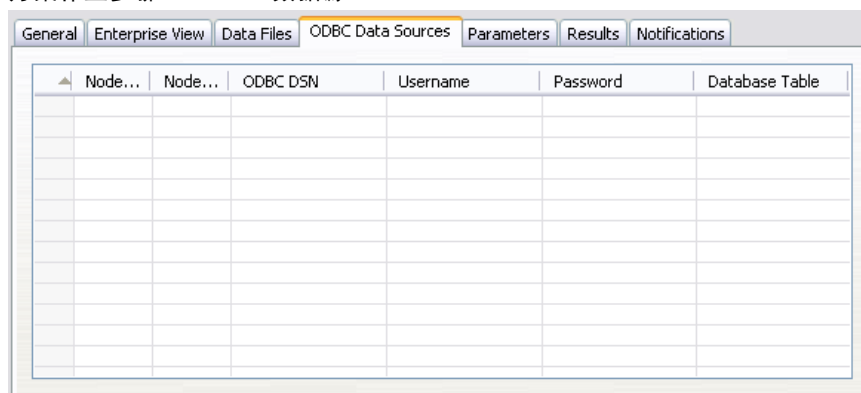 General Enterprise View Data Files ODBC Data Sources Parameters Results Notifications
Node... Node... ODBC DSN Username Password Database Table